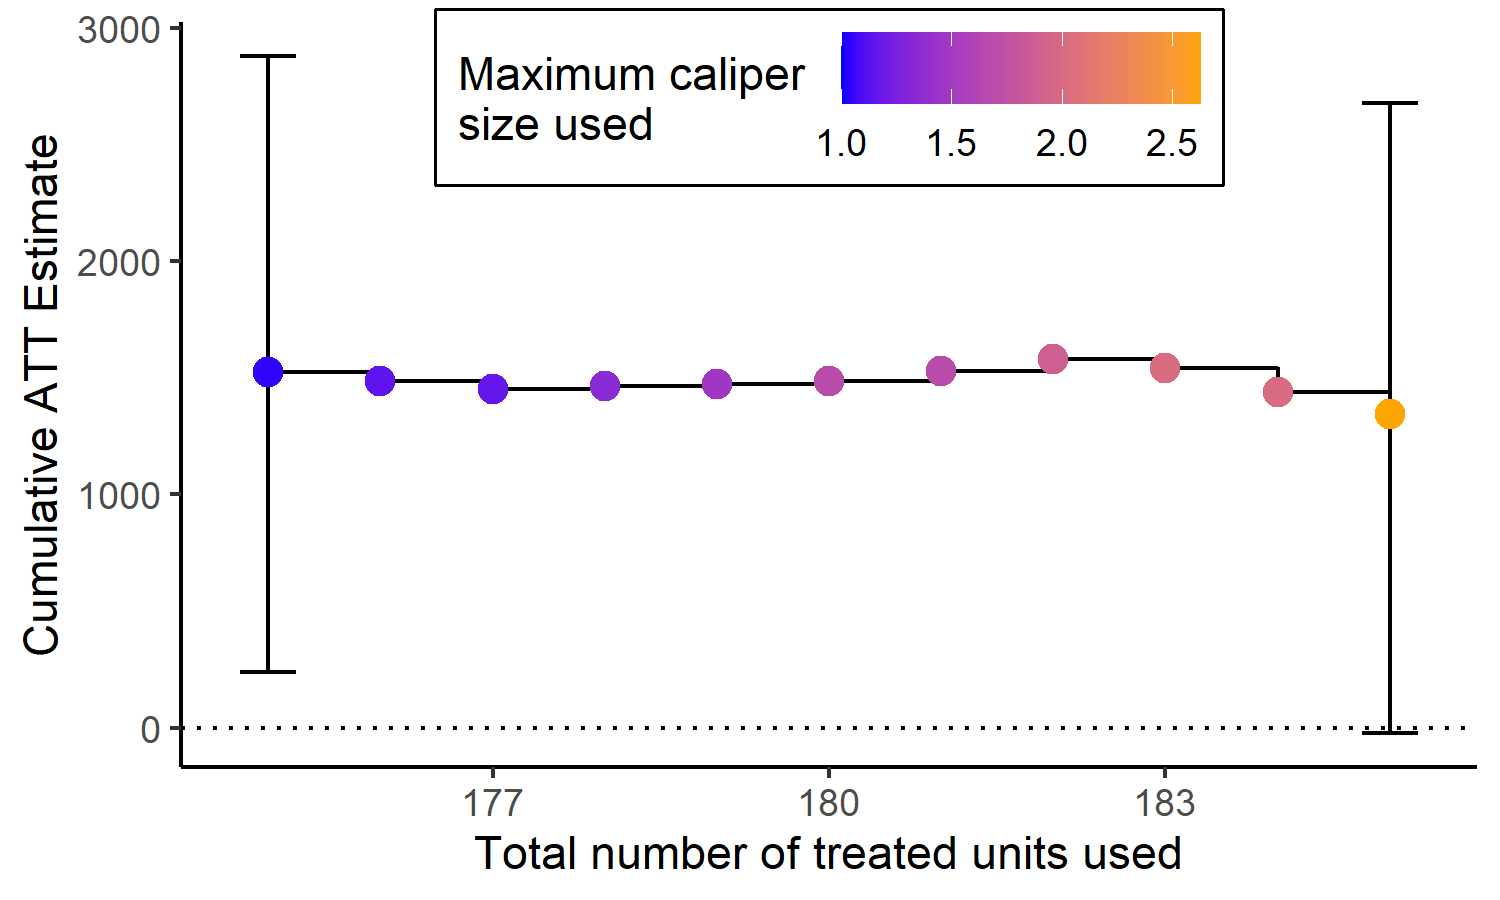 Maximum caliper
size used
1.0 1.5 2.0 2.5
Cumulative ATT Estimate
3000
2000
1000
0
177 180 183
Total number of treated units used